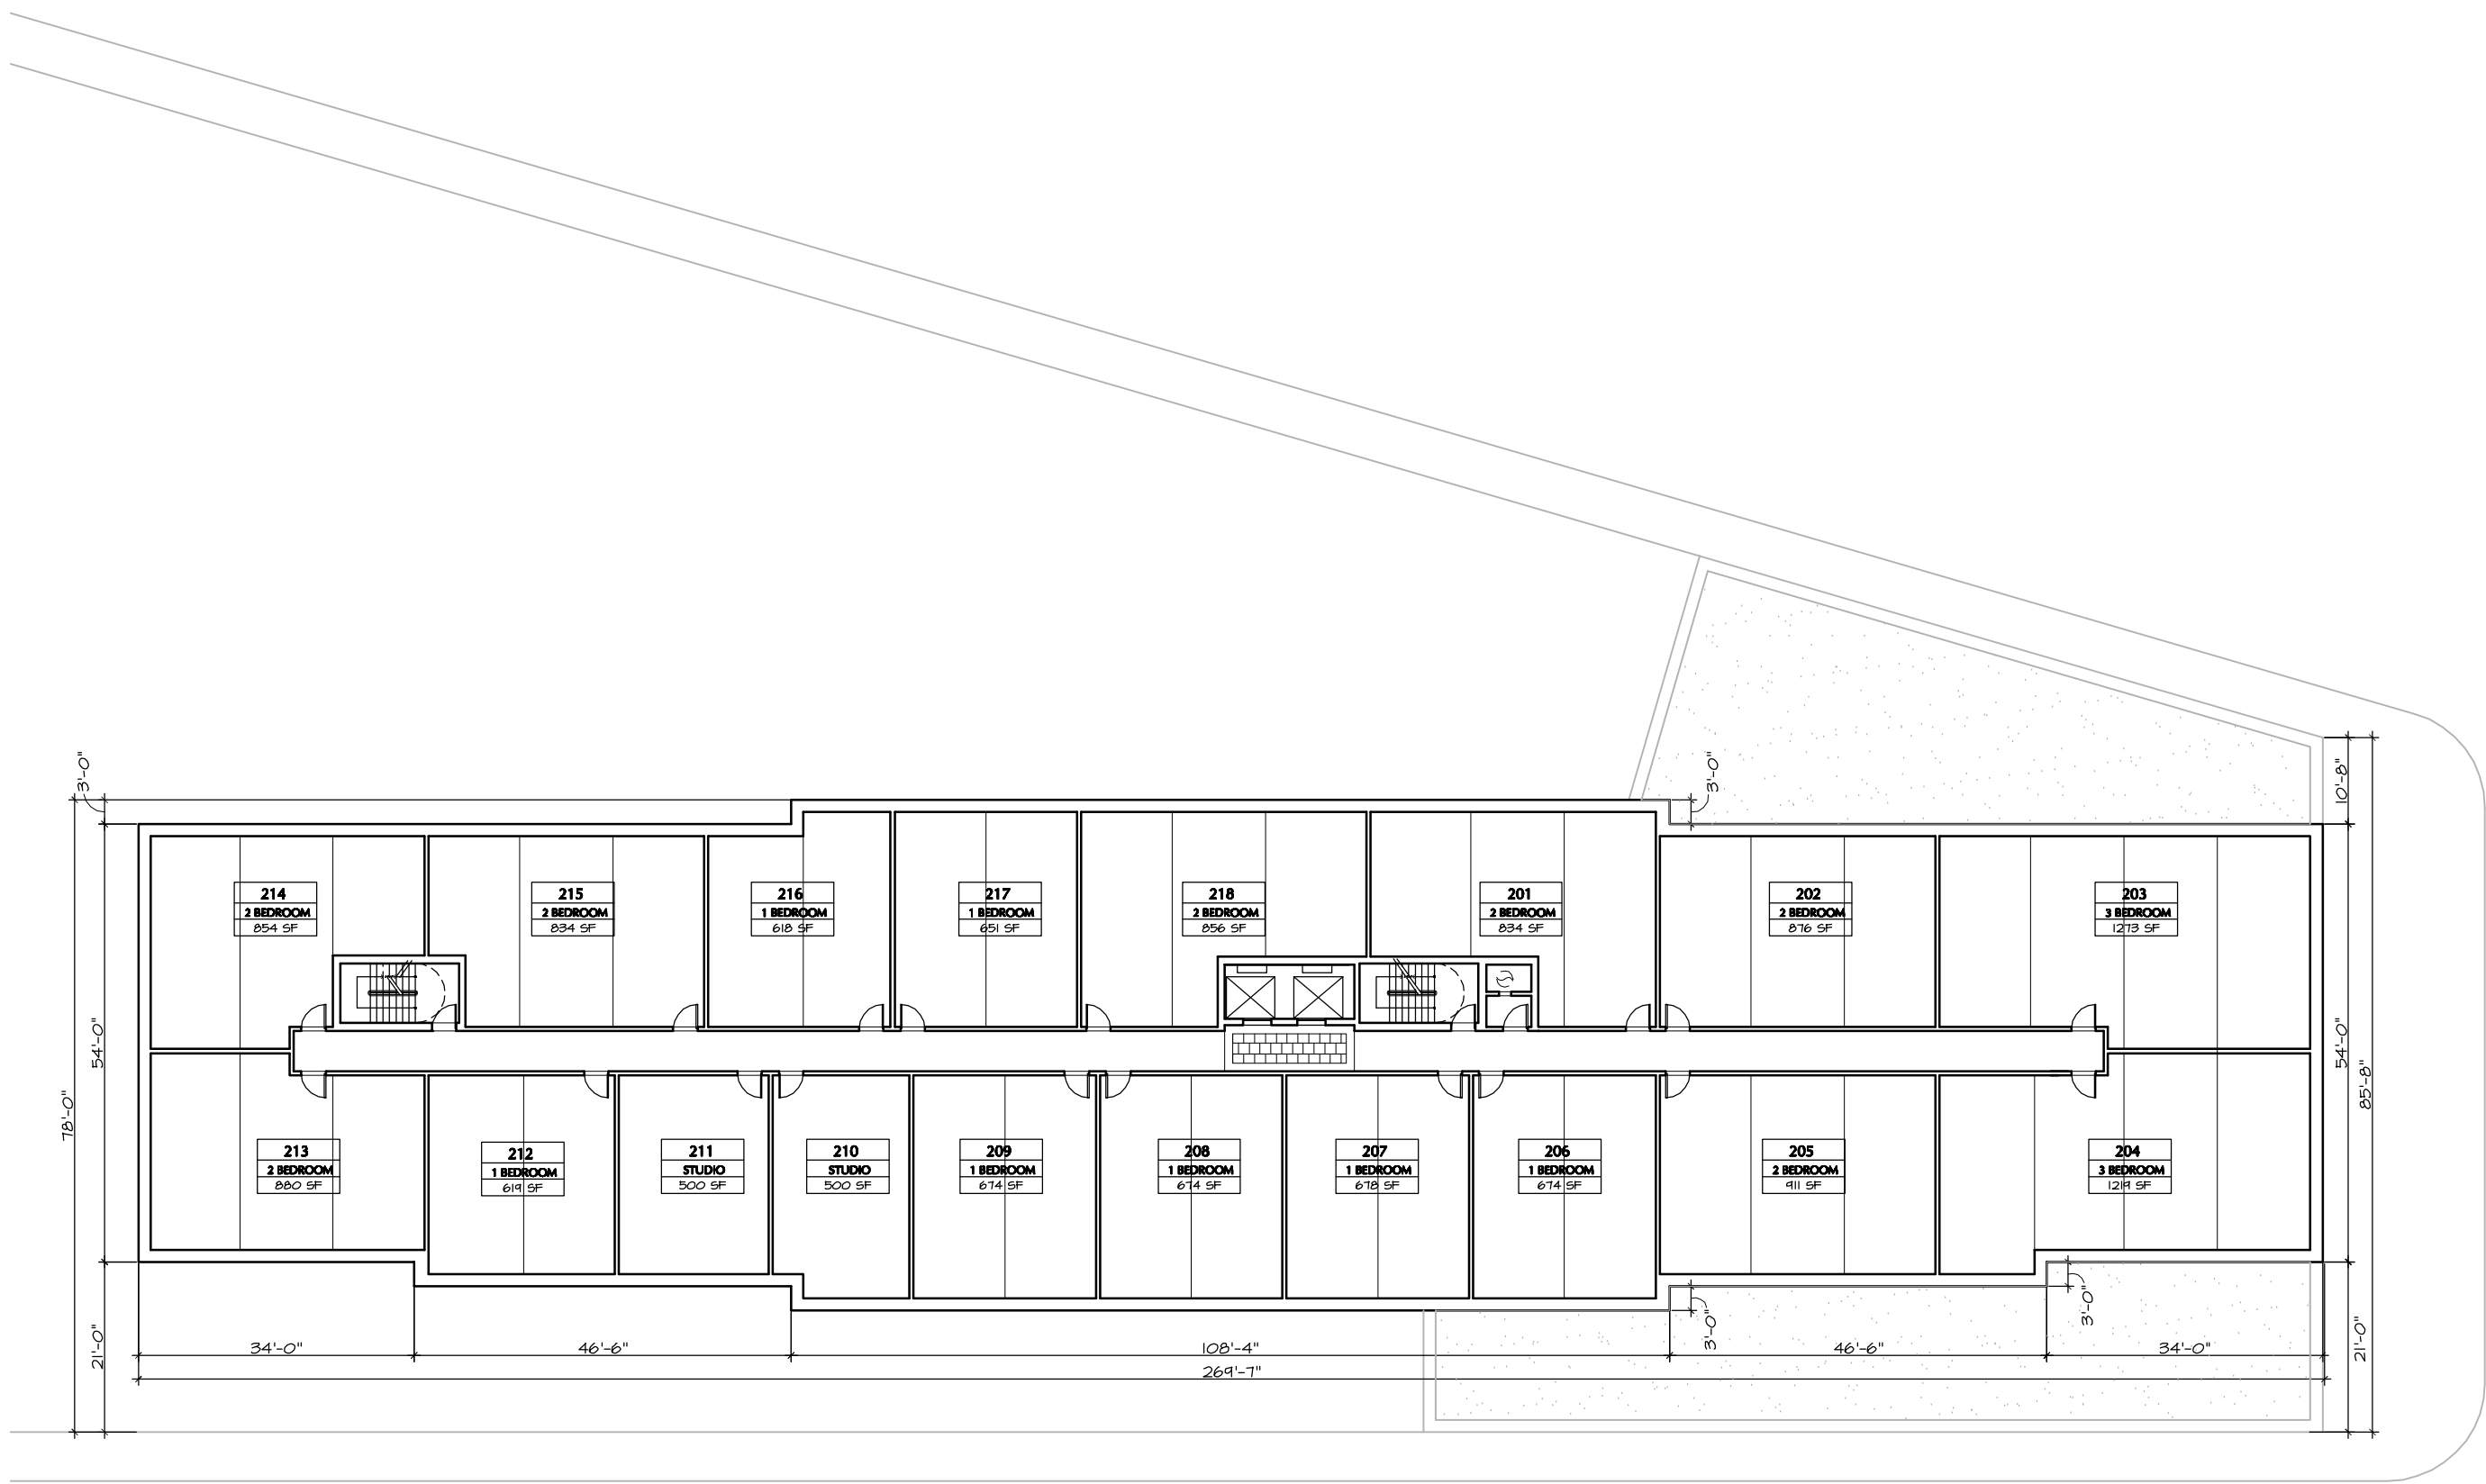 3'-0"
3'-0"
10'-8"
214
2 BEDROOM
854 SF
215
2 BEDROOM
834 SF
216
1 BEDROOM
618 SF
217
1 BEDROOM
651 SF
218
2 BEDROOM
856 SF
201
2 BEDROOM
834 SF
202
2 BEDROOM
876 SF
203
3 BEDROOM
1273 SF
54'-0"
78'-0"
54'-0"
85'-8"
213
2 BEDROOM
880 SF
212
1 BEDROOM
619 SF
211
STUDIO
500 SF
210
STUDIO
500 SF
209
1 BEDROOM
674 SF
208
1 BEDROOM
674 SF
207
1 BEDROOM
678 SF
206
1 BEDROOM
674 SF
205
2 BEDROOM
911 SF
204
3 BEDROOM
1219 SF
3'-0"
3'-0"
21'-0"
21'-0"
34'-0"
46'-6"
108'-4"
46'-6"
34'-0"
269'-7"